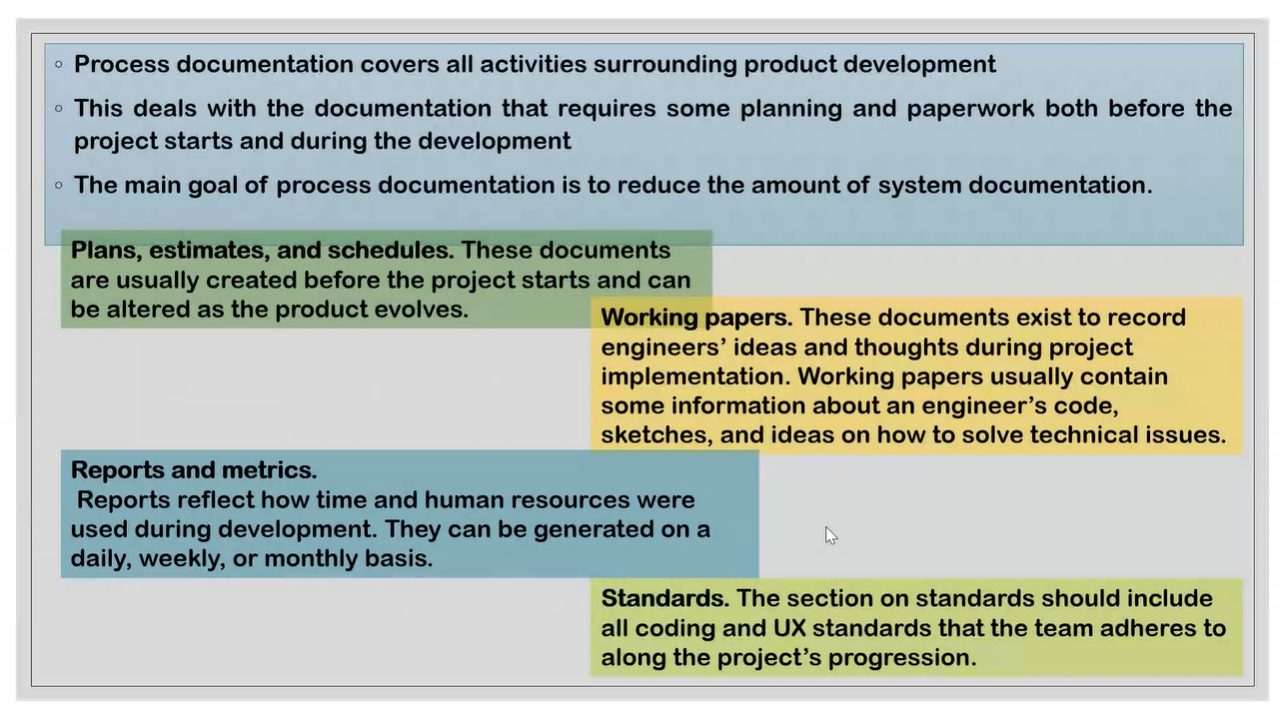 ◦ Process documentation covers all activities surrounding product development
◦ This deals with the documentation that requires some planning and paperwork both before the
project starts and during the development
◦ The main goal of process documentation is to reduce the amount of system documentation.
Plans, estimates, and schedules. These documents
are usually created before the project starts and can
be altered as the product evolves.
Working papers. These documents exist to record
engineers’ ideas and thoughts during project
implementation. Working papers usually contain
some information about an engineer’s code,
sketches, and ideas on how to solve technical issues.
Reports and metrics.
Reports reflect how time and human resources were
used during development. They can be generated on a
daily, weekly, or monthly basis.
Standards. The section on standards should include
all coding and UX standards that the team adheres to
along the project’s progression.